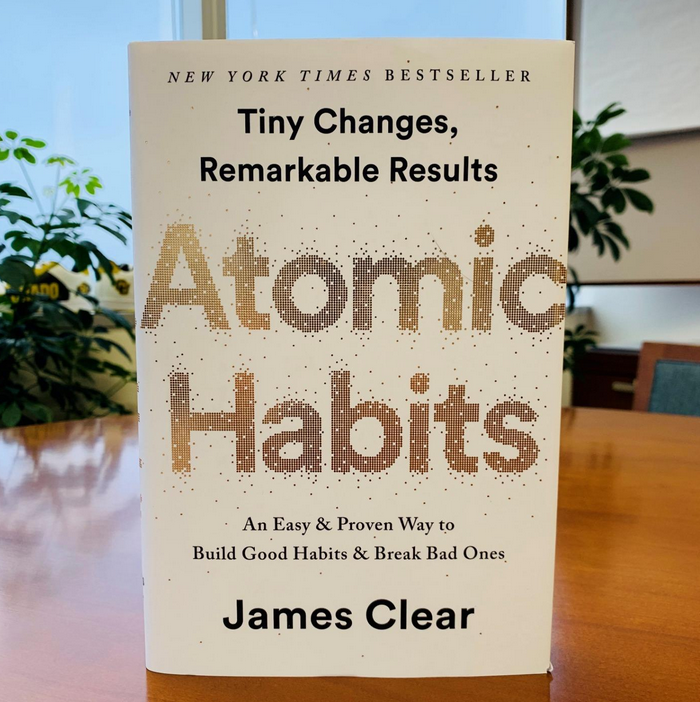 NEW YORK TIMES BESTSELLER
Tiny Changes,
Remarkable Results
Atomic
Habits
An Easy & Proven Way to
Build Good Habits & Break Bad Ones
James Clear